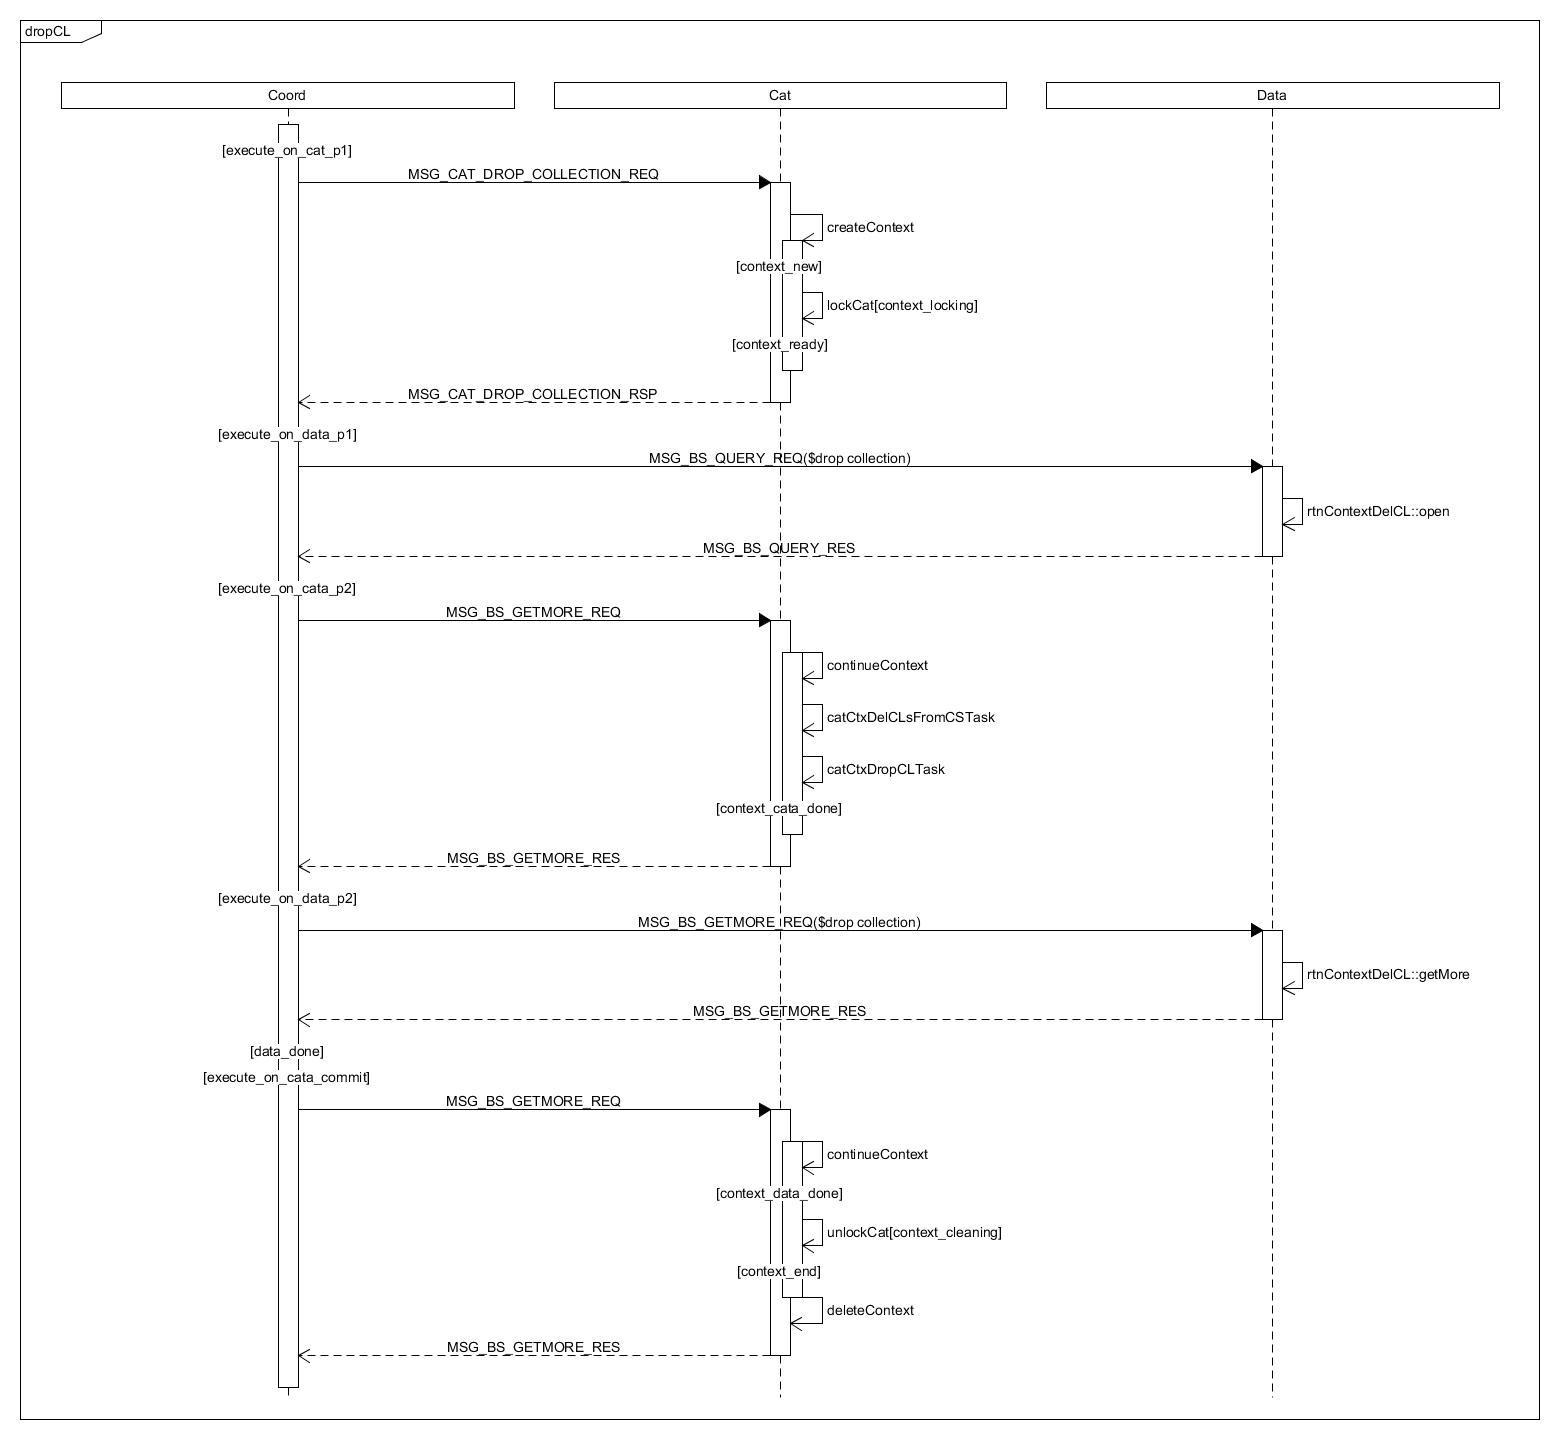 dropCL
Coord
Cat
Data
[execute_on_cat_p1]
MSG_CAT_DROP_COLLECTION_REQ
createContext
[context_new]
lockCat[context_locking]
[context_ready]
MSG_CAT_DROP_COLLECTION_RSP
[execute_on_data_p1]
MSG_BS_QUERY_REQ($drop collection)
rtnContextDelCL::open
MSG_BS_QUERY_RES
[execute_on_cata_p2]
MSG_BS_GETMORE_REQ
continueContext
catCtxDelCLsFromCSTask
catCtxDropCLTask
[context_cata_done]
MSG_BS_GETMORE_RES
[execute_on_data_p2]
MSG_BS_GETMORE_REQ($drop collection)
rtnContextDelCL::getMore
MSG_BS_GETMORE_RES
[data_done]
[execute_on_cata_commit]
MSG_BS_GETMORE_REQ
continueContext
[context_data_done]
unlockCat[context_cleaning]
[context_end]
deleteContext
MSG_BS_GETMORE_RES